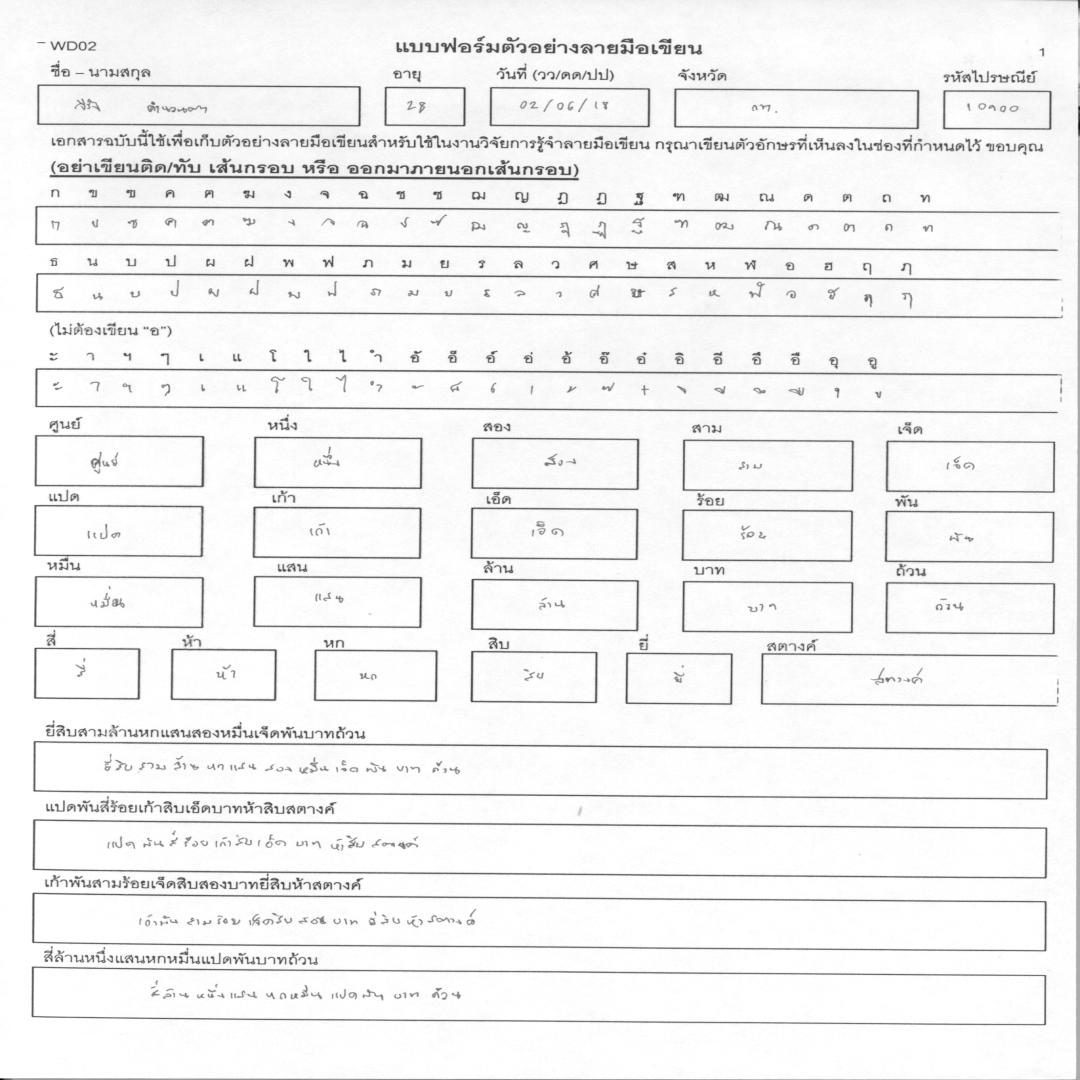 WD02 แบบฟอร์มตัวอย่างลายมือเขียน 1
ชื่อ – นามสกุล อายุ วันที่ (วว/ดด/ปป) จังหวัด รหัสไปรษณีย์
28 02/06/18 กท. 10900
เอกสารฉบับนี้ใช้เพื่อเก็บตัวอย่างลายมือเขียนสำหรับใช้ในงานวิจัยการรู้จำลายมือเขียน กรุณาเขียนตัวอักษรที่เห็นลงในช่องที่กำหนดไว้ ขอบคุณ
(อย่าเขียนติด/ทับ เส้นกรอบ หรือ ออกมาภายนอกเส้นกรอบ)
ก ข ฃ ค ฅ ฆ ง จ ฉ ช ซ ฌ ญ ฎ ฏ ฐ ฑ ฒ ณ ด ต ถ ท
ก ข ฃ ค ฅ ฆ ง จ ฉ ช ซ ฌ ญ ฎ ฏ ฐ ฑ ฒ ณ ด ต ถ ท
ธ น บ ป ผ ฝ พ ฟ ภ ม ย ร ล ว ศ ษ ส ห ฬ อ ฮ ฤ ฦ
ธ น บ ป ผ ฝ พ ฟ ภ ม ย ร ล ว ศ ษ ส ห ฬ อ ฮ ฤ ฦ
(ไม่ต้องเขียน “อ”)
ะ า ฯ ๆ เ แ โ ใ ไ ำ อั อ็ อ์ อ่ อ้ อ๊ อ๋ อิ อี อึ อื อุ อู
ะ า ฯ ๆ เ แ โ ใ ไ ำ ั ็ ์ ่ ้ ๊ ๋ ิ ี ึ ื ุ ู
ศูนย์ หนึ่ง สอง สาม เจ็ด
ศูนย์ หนึ่ง สอง สาม เจ็ด
แปด เก้า เอ็ด ร้อย พัน
แปด เก้า เอ็ด ร้อย พัน
หมื่น แสน ล้าน บาท ถ้วน
หมื่น แสน ล้าน บาท ถ้วน
สี่ ห้า หก สิบ ยี่ สตางค์
สี่ ห้า หก สิบ ยี่ สตางค์
ยี่สิบสามล้านหกแสนสองหมื่นเจ็ดพันบาทถ้วน
ยี่สิบ สาม ล้าน หก แสน สอง หมื่น เจ็ด พัน บาท ถ้วน
แปดพันสี่ร้อยเก้าสิบเอ็ดบาทห้าสิบสตางค์
แปด พัน สี่ ร้อย เก้า สิบ เอ็ด บาท ห้า สิบ สตางค์
เก้าพันสามร้อยเจ็ดสิบสองบาทยี่สิบห้าสตางค์
เก้าพัน สาม ร้อย เจ็ดสิบ สอง บาท ยี่ สิบ ห้า สตางค์
สี่ล้านหนึ่งแสนหกหมื่นแปดพันบาทถ้วน
สี่ ล้าน หนึ่ง แสน หกหมื่น แปด พัน บาท ถ้วน